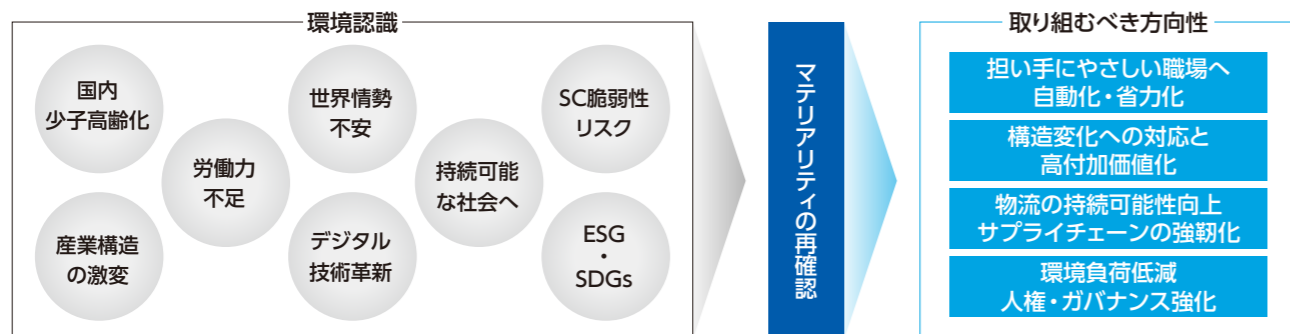 環境認識
国内
少子高齢化
世界情勢
不安
SC脆弱性
リスク
労働力
不足
持続可能
な社会へ
産業構造
の激変
デジタル
技術革新
ESG
・
SDGs
マテリアリティの再確認
取り組むべき方向性
担い手にやさしい職場へ
自動化・省力化
構造変化への対応と
高付加価値化
物流の持続可能性向上
サプライチェーンの強靭化
環境負荷低減
人権・ガバナンス強化